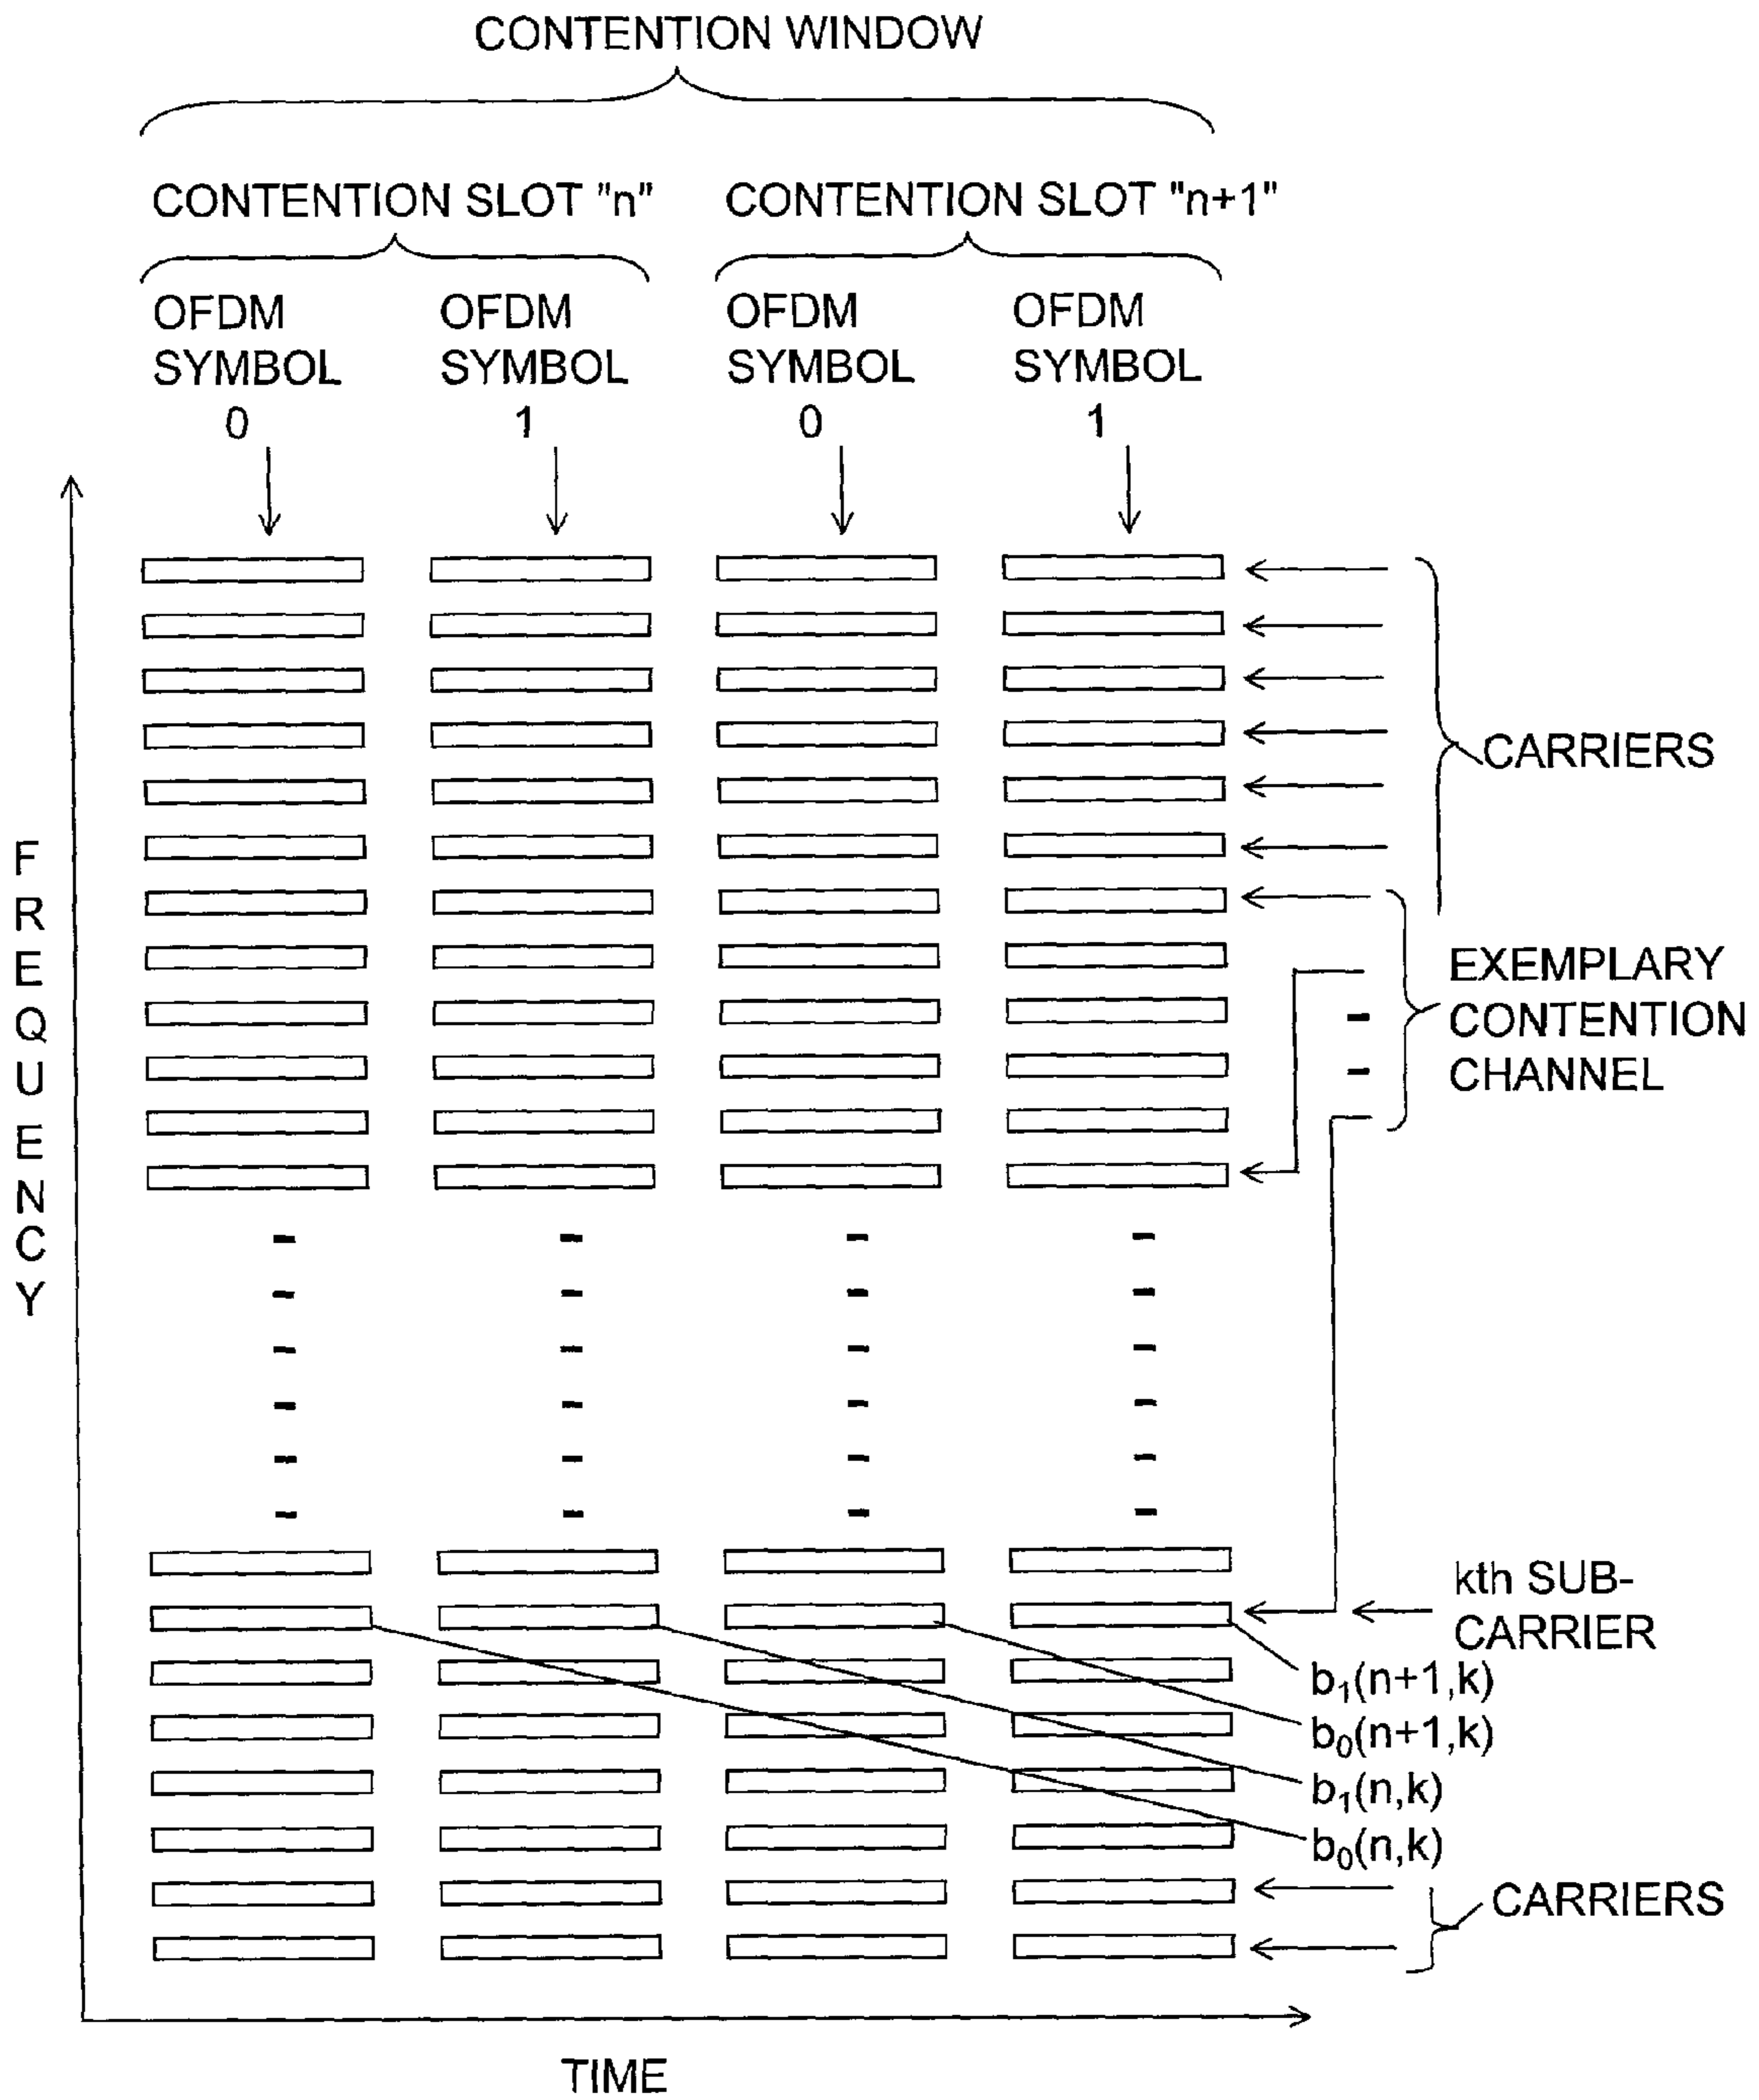 CONTENTION WINDOW
CONTENTION SLOT "n"
CONTENTION SLOT "n+1"
OFDM
SYMBOL
0
OFDM
SYMBOL
1
OFDM
SYMBOL
0
OFDM
SYMBOL
1
FREQUENCY
CARRIERS
EXEMPLARY
CONTENTION
CHANNEL
kth SUB-
CARRIER
b₁(n+1,k)
b₀(n+1,k)
b₁(n,k)
b₀(n,k)
CARRIERS
TIME